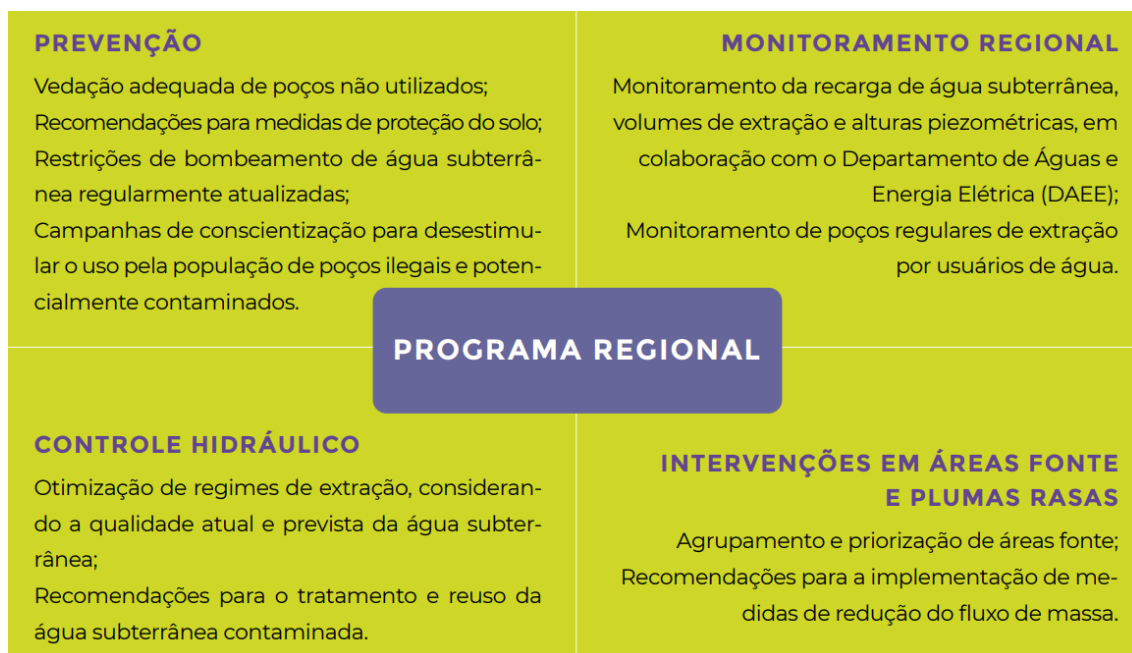 PREVENÇÃO
Vedação adequada de poços não utilizados;
Recomendações para medidas de proteção do solo;
Restrições de bombeamento de água subterrâ-
nea regularmente atualizadas;
Campanhas de conscientização para desestimu-
lar o uso pela população de poços ilegais e poten-
cialmente contaminados.
MONITORAMENTO REGIONAL
Monitoramento da recarga de água subterrânea,
volumes de extração e alturas piezométricas, em
colaboração com o Departamento de Águas e
Energia Elétrica (DAEE);
Monitoramento de poços regulares de extração
por usuários de água.
PROGRAMA REGIONAL
CONTROLE HIDRÁULICO
Otimização de regimes de extração, consideran-
do a qualidade atual e prevista da água subter-
rânea;
Recomendações para o tratamento e reuso da
água subterrânea contaminada.
INTERVENÇÕES EM ÁREAS FONTE
E PLUMAS RASAS
Agrupamento e priorização de áreas fonte;
Recomendações para a implementação de me-
didas de redução do fluxo de massa.